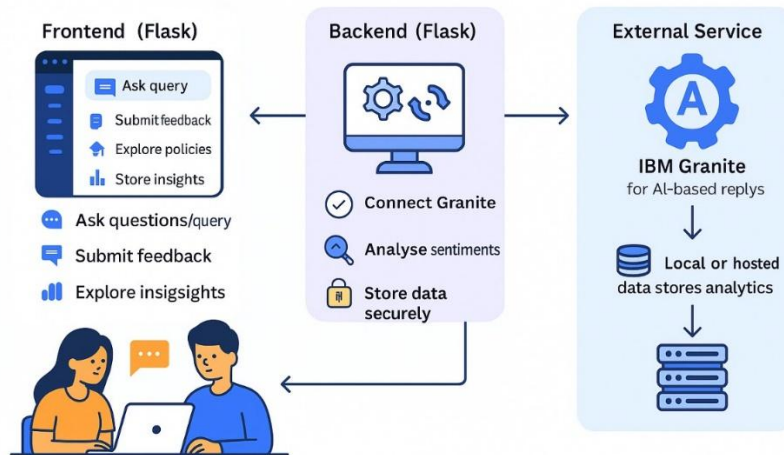 Frontend (Flask)
Ask query
Submit feedback
Explore policies
Store insights
Ask questions/query
Submit feedback
Explore insigsights
Backend (Flask)
Connect Granite
Analyse sentiments
Store data
securely
External Service
A
IBM Granite
for AI-based replys
Local or hosted
data stores analytics